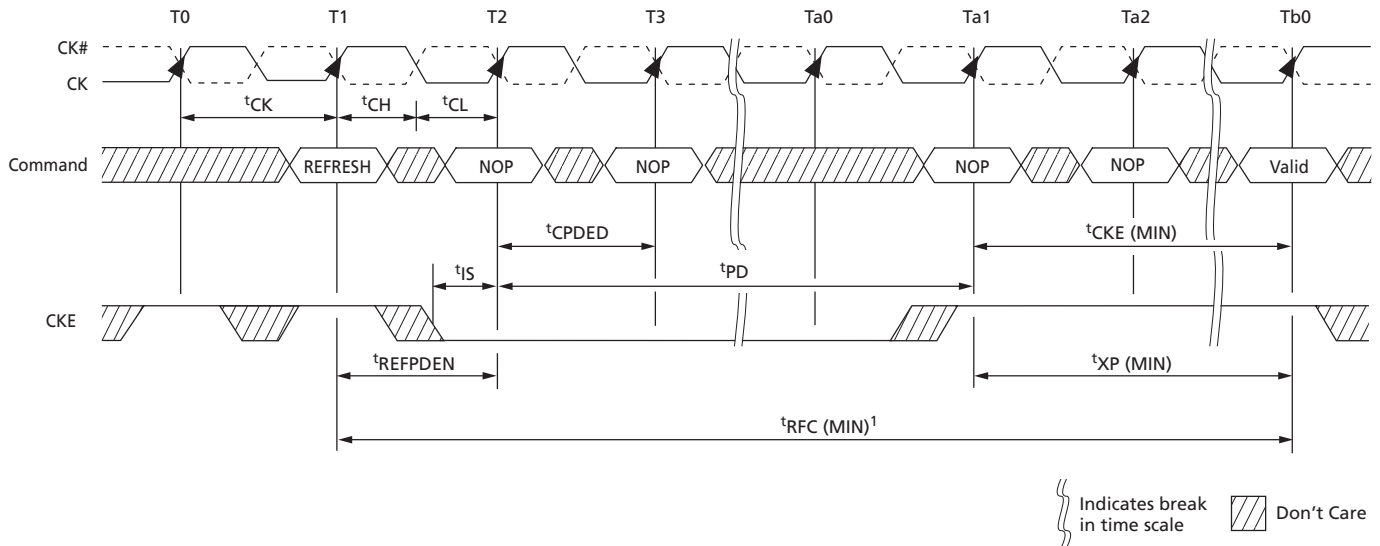 T0 T1 T2 T3 Ta0 Ta1 Ta2 Tb0
CK#
CK
tCK tCH tCL
Command REFRESH NOP NOP NOP NOP Valid
tCPDED tCKE (MIN)
tIS tPD
CKE
tREFPDEN tXP (MIN)
tRFC (MIN)1
Indicates break
in time scale
Don't Care